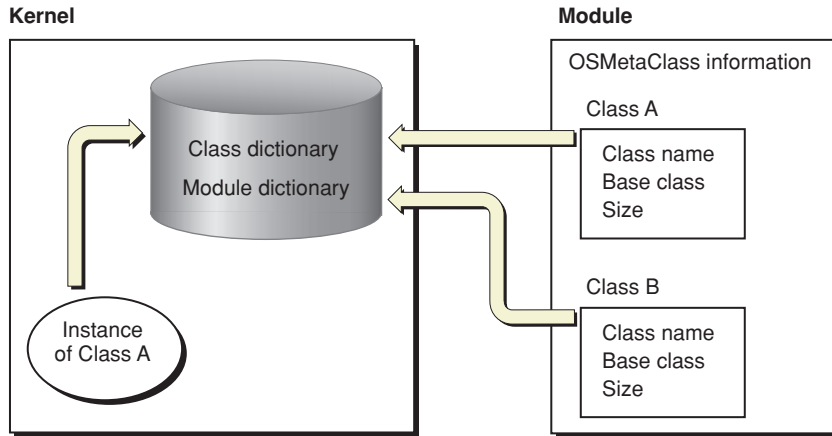 Kernel
Module
Class dictionary
Module dictionary
Instance
of Class A
OSMetaClass information
Class A
Class name
Base class
Size
Class B
Class name
Base class
Size